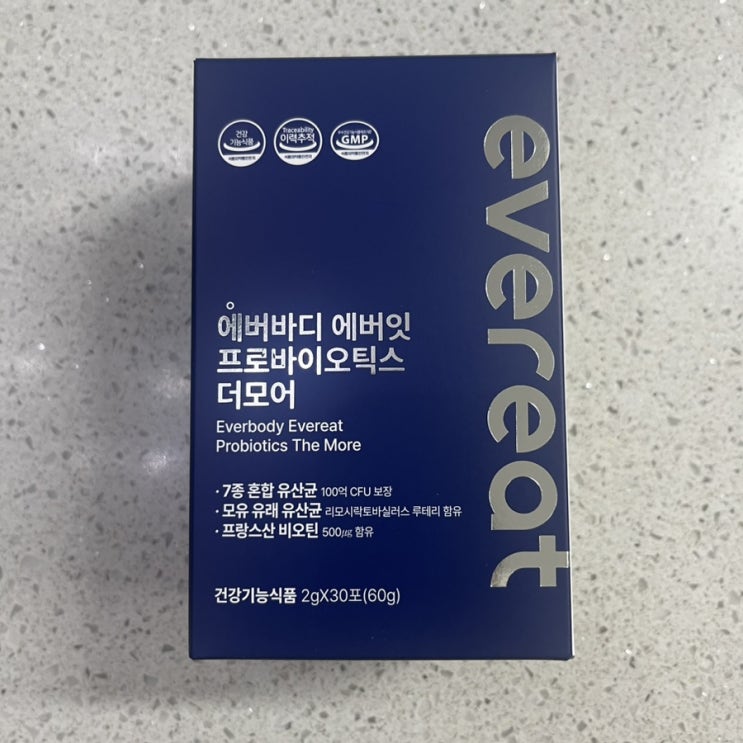 건강
기능식품
Traceability
이력추적
GMP
evereat
에버바디 에버잇
프로바이오틱스
더모어
Everbody Evereat
Probiotics The More
· 7종 혼합 유산균 100억 CFU 보장
· 모유 유래 유산균 리모시락토바실러스 루테리 함유
· 프랑스산 비오틴 500㎍ 함유
건강기능식품 2gX30포(60g)